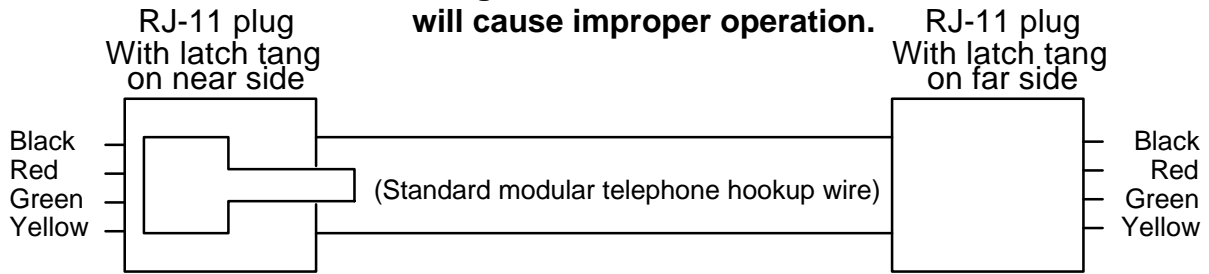 will cause improper operation.
RJ-11 plug
With latch tang
on near side
RJ-11 plug
With latch tang
on far side
Black
Red
Green
Yellow
(Standard modular telephone hookup wire)
Black
Red
Green
Yellow